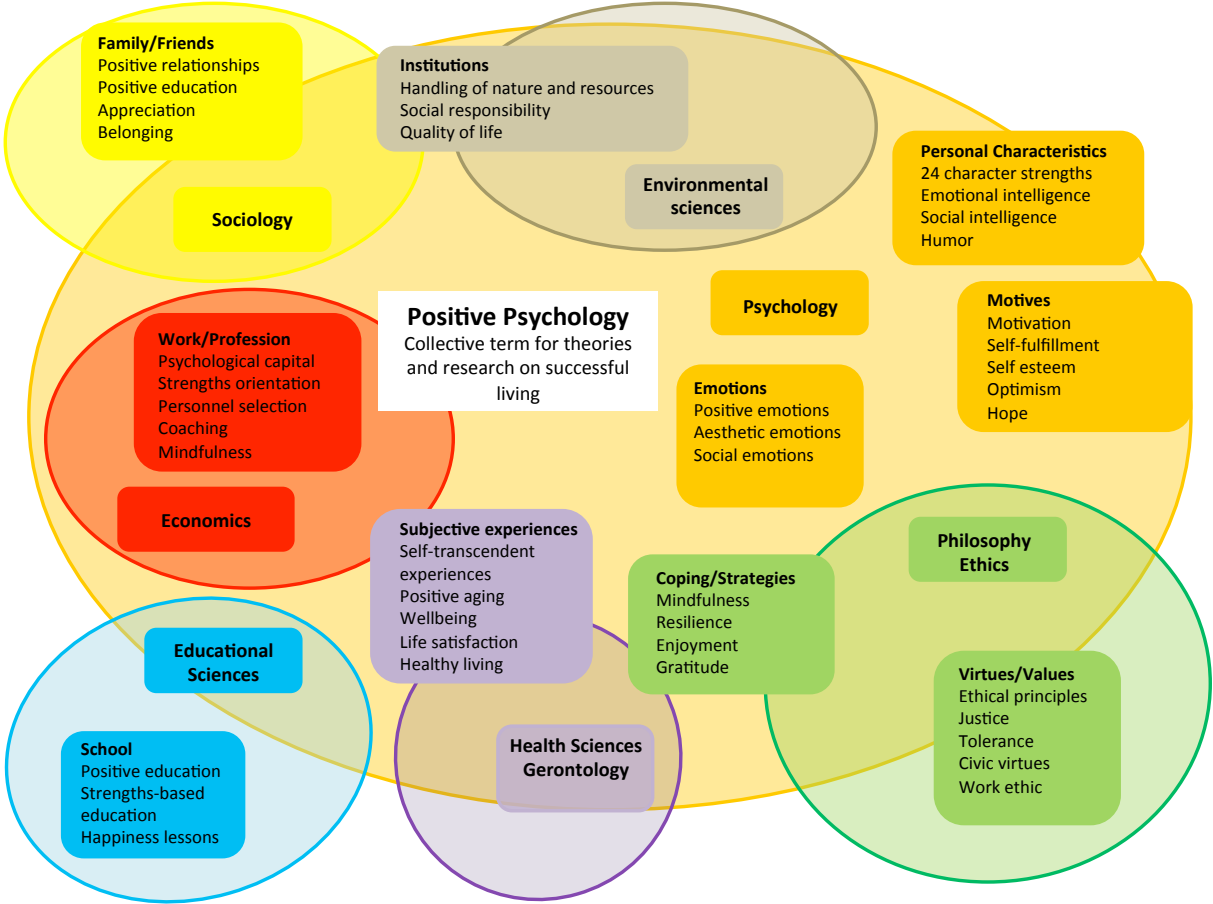 Family/Friends
Positive relationships
Positive education
Appreciation
Belonging
Sociology
Institutions
Handling of nature and resources
Social responsibility
Quality of life
Environmental
sciences
Personal Characteristics
24 character strengths
Emotional intelligence
Social intelligence
Humor
Positive Psychology
Collective term for theories
and research on successful
living
Psychology
Motives
Motivation
Self-fulfillment
Self esteem
Optimism
Hope
Work/Profession
Psychological capital
Strengths orientation
Personnel selection
Coaching
Mindfulness
Economics
Emotions
Positive emotions
Aesthetic emotions
Social emotions
Subjective experiences
Self-transcendent
experiences
Positive aging
Wellbeing
Life satisfaction
Healthy living
Coping/Strategies
Mindfulness
Resilience
Enjoyment
Gratitude
Philosophy
Ethics
Educational
Sciences
School
Positive education
Strengths-based
education
Happiness lessons
Health Sciences
Gerontology
Virtues/Values
Ethical principles
Justice
Tolerance
Civic virtues
Work ethic